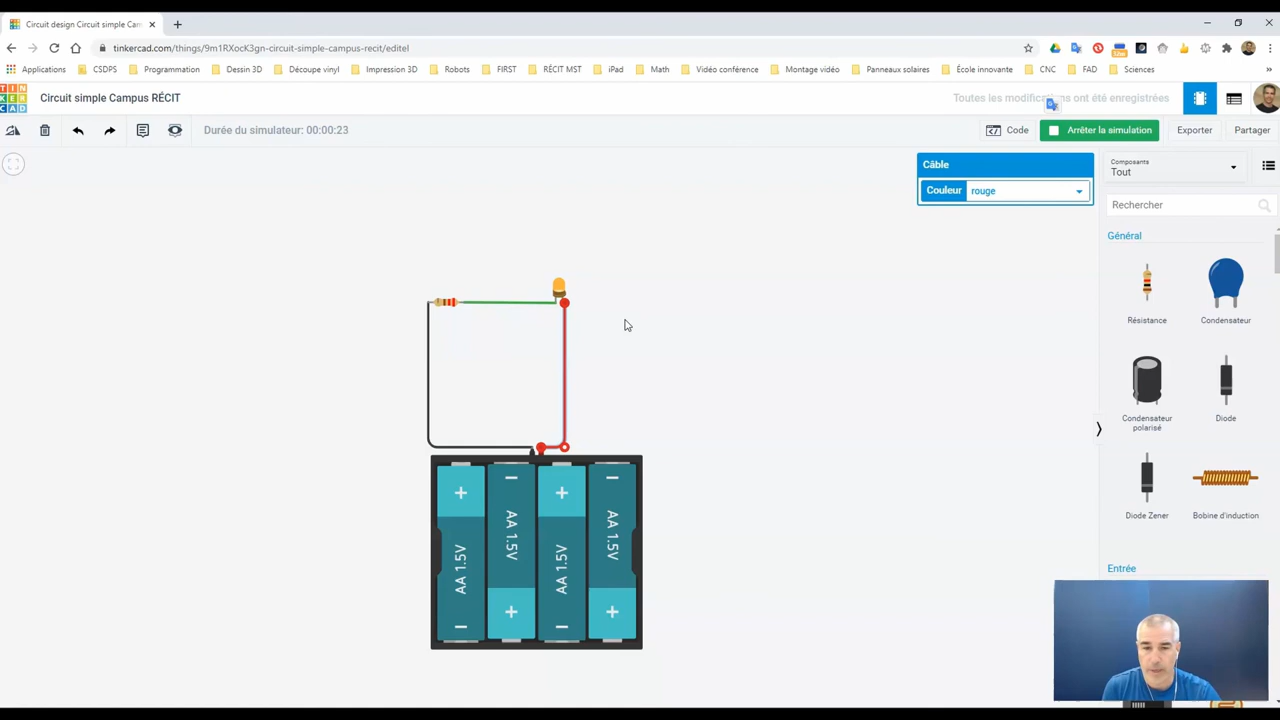 Circuit design Circuit simple Cam
tinkercad.com/things/9m1RXocK3gn-circuit-simple-campus-recit/editel
Applications CSDPS Programmation Dessin 3D Découpe vinyl Impression 3D Robots FIRST RÉCIT MST iPad Math Vidéo conférence Montage vidéo Panneaux solaires École innovante CNC FAD Sciences »
TIN
KER
CAD
Circuit simple Campus RÉCIT
Toutes les modifications ont été enregistrées
Durée du simulateur: 00:00:23
Code
Arrêter la simulation
Exporter
Partager
Câble
Couleur rouge
Composants
Tout
Rechercher
Général
Résistance
Condensateur
Condensateur
polarisé
Diode
Diode Zener
Bobine d'induction
Entrée
+ − + −
AA 1.5V
AA 1.5V
AA 1.5V
AA 1.5V
− + − +